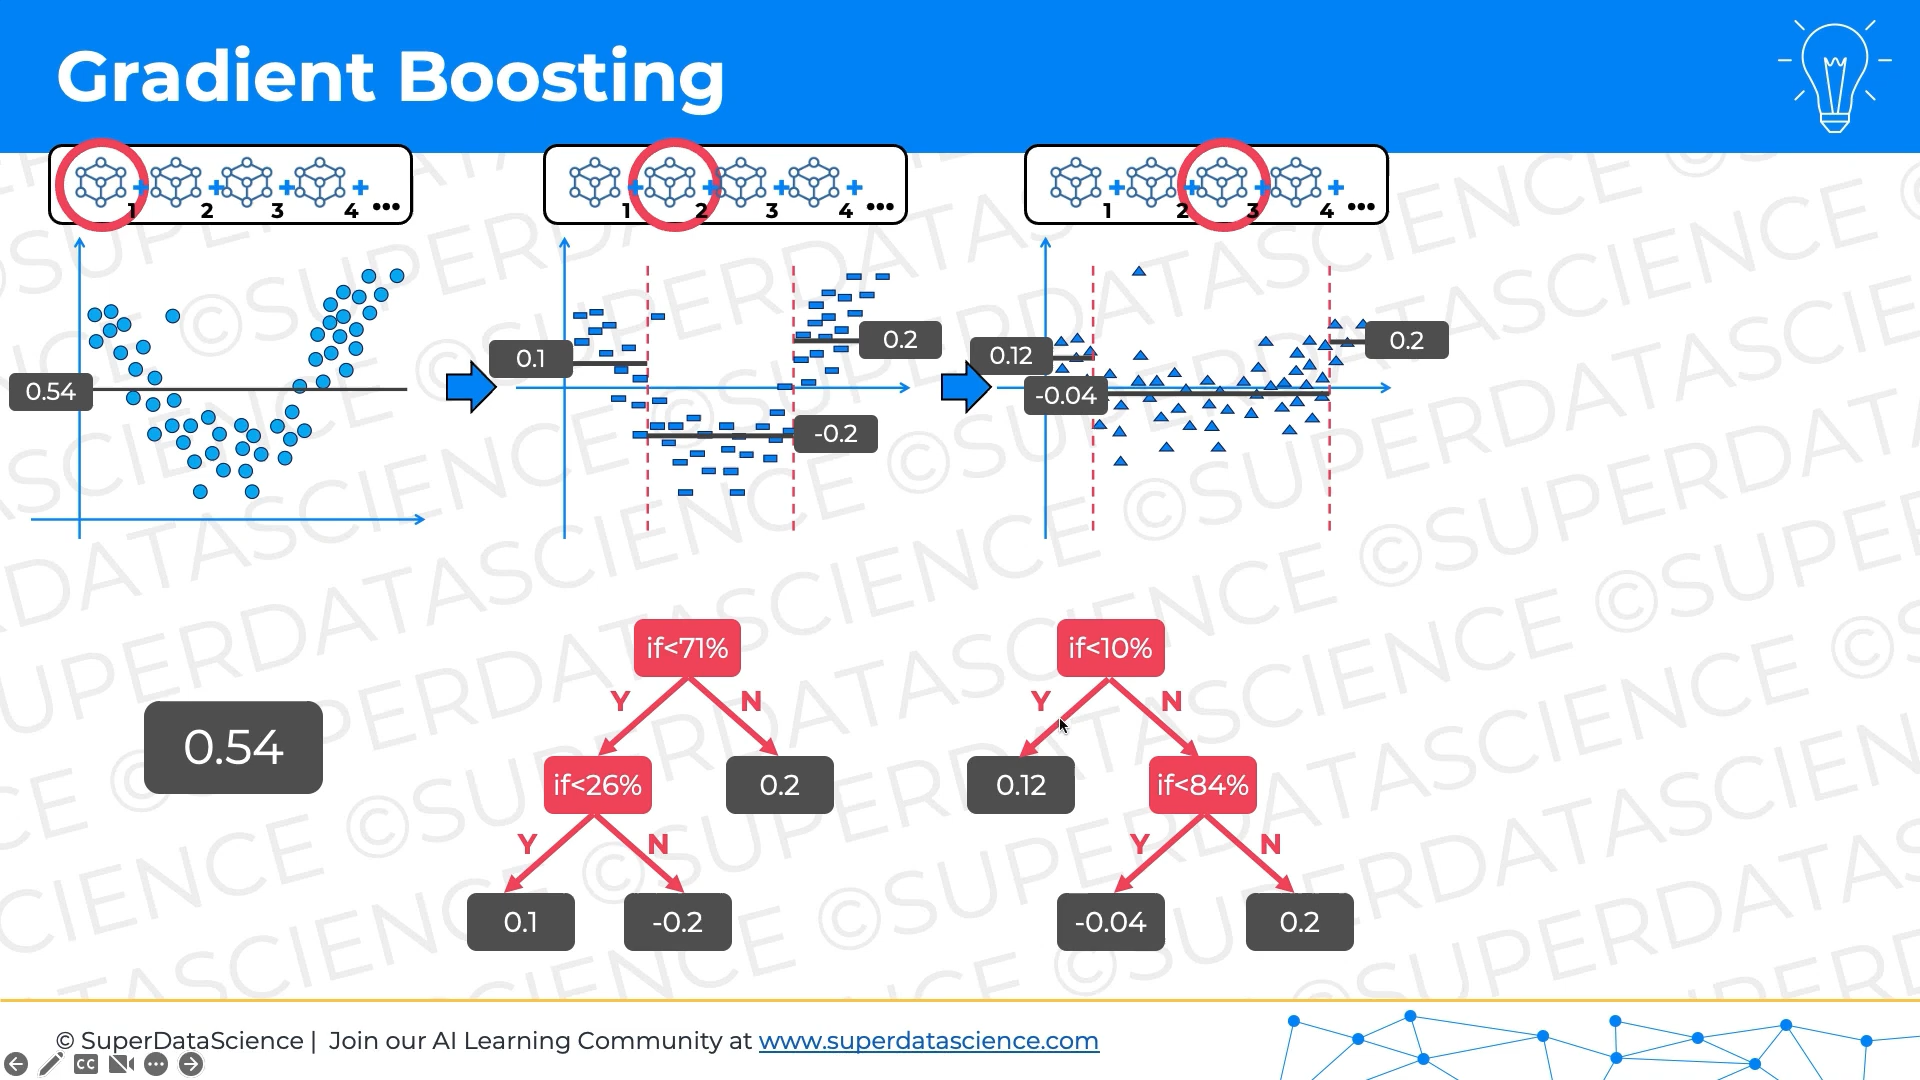 Gradient Boosting
1 2 3 4 •••
1 2 3 4 •••
1 2 3 4 •••
0.54
0.1
0.2
-0.2
0.12
-0.04
0.2
0.54
if<71%
Y N
if<26%
0.2
Y N
0.1
-0.2
if<10%
Y N
0.12
if<84%
Y N
-0.04
0.2
©SUPERDATASCIENCE
© SuperDataScience | Join our AI Learning Community at www.superdatascience.com
CC